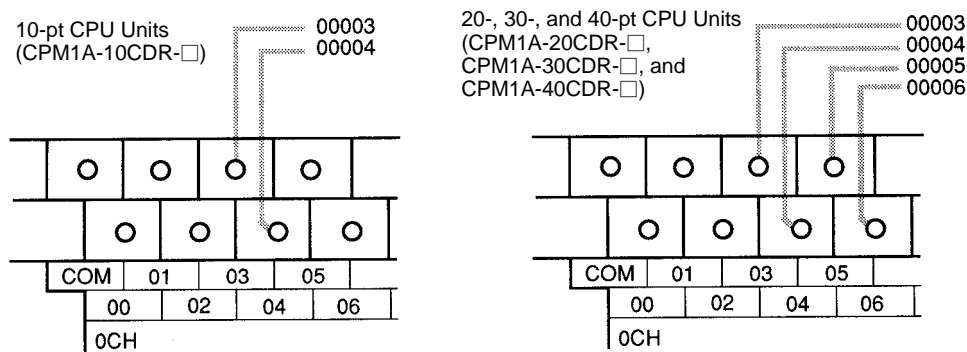 10-pt CPU Units
(CPM1A-10CDR-□)
00003
00004
COM 01 03 05
00 02 04 06
0CH
20-, 30-, and 40-pt CPU Units
(CPM1A-20CDR-□,
CPM1A-30CDR-□, and
CPM1A-40CDR-□)
00003
00004
00005
00006
COM 01 03 05
00 02 04 06
0CH